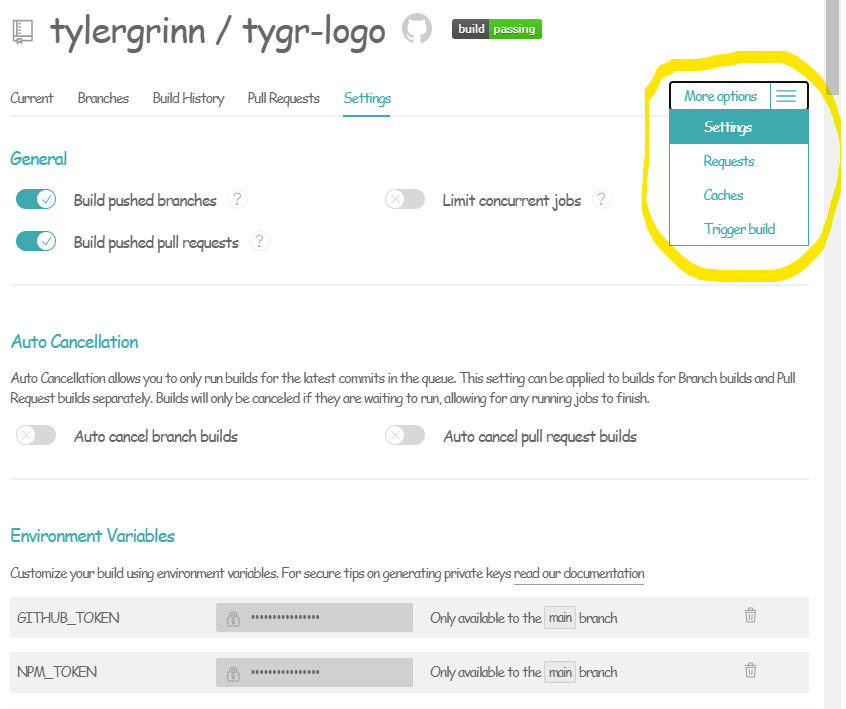 tylergrinn / tygr-logo build passing
Current Branches Build History Pull Requests Settings More options
Settings
Requests
Caches
Trigger build
General
Build pushed branches ? Limit concurrent jobs ?
Build pushed pull requests ?
Auto Cancellation
Auto Cancellation allows you to only run builds for the latest commits in the queue. This setting can be applied to builds for Branch builds and Pull
Request builds separately. Builds will only be canceled if they are waiting to run, allowing for any running jobs to finish.
Auto cancel branch builds Auto cancel pull request builds
Environment Variables
Customize your build using environment variables. For secure tips on generating private keys read our documentation
GITHUB_TOKEN •••••••••••••••• Only available to the main branch
NPM_TOKEN •••••••••••••••• Only available to the main branch